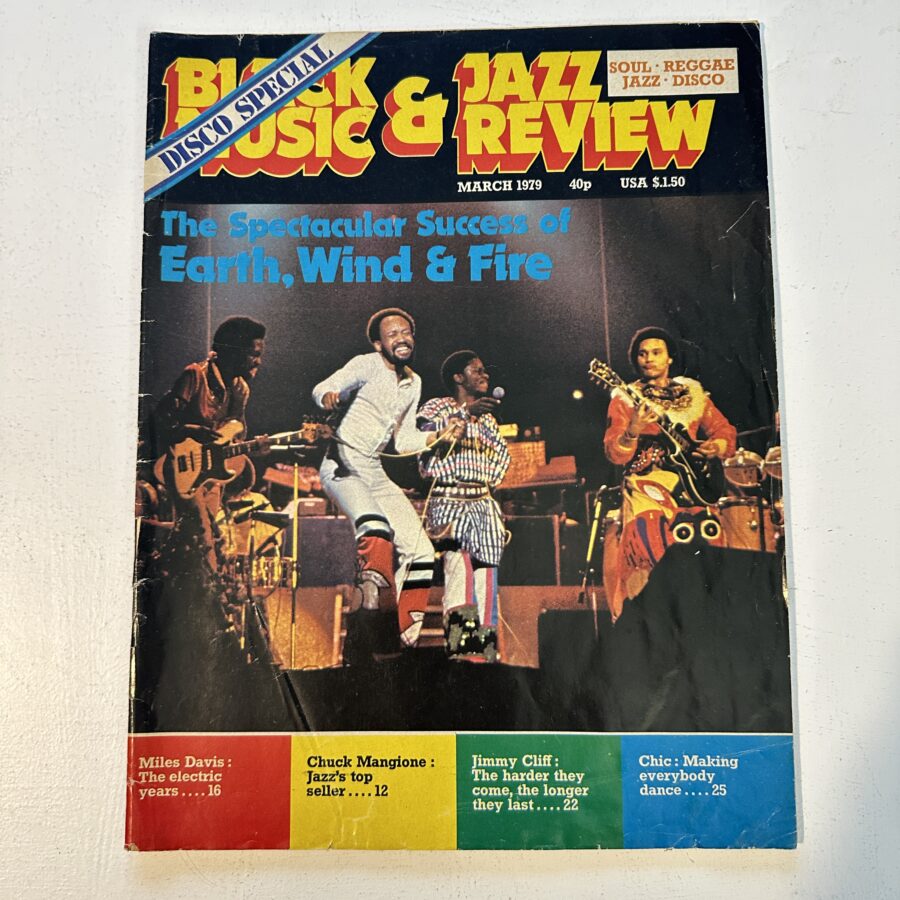 DISCO SPECIAL
BLACK
MUSIC
&
JAZZ
REVIEW
SOUL · REGGAE
JAZZ · DISCO
MARCH 1979 40p USA $.1.50
The Spectacular Success of
Earth, Wind & Fire
Miles Davis :
The electric
years....16
Chuck Mangione :
Jazz's top
seller....12
Jimmy Cliff :
The harder they
come, the longer
they last....22
Chic : Making
everybody
dance....25